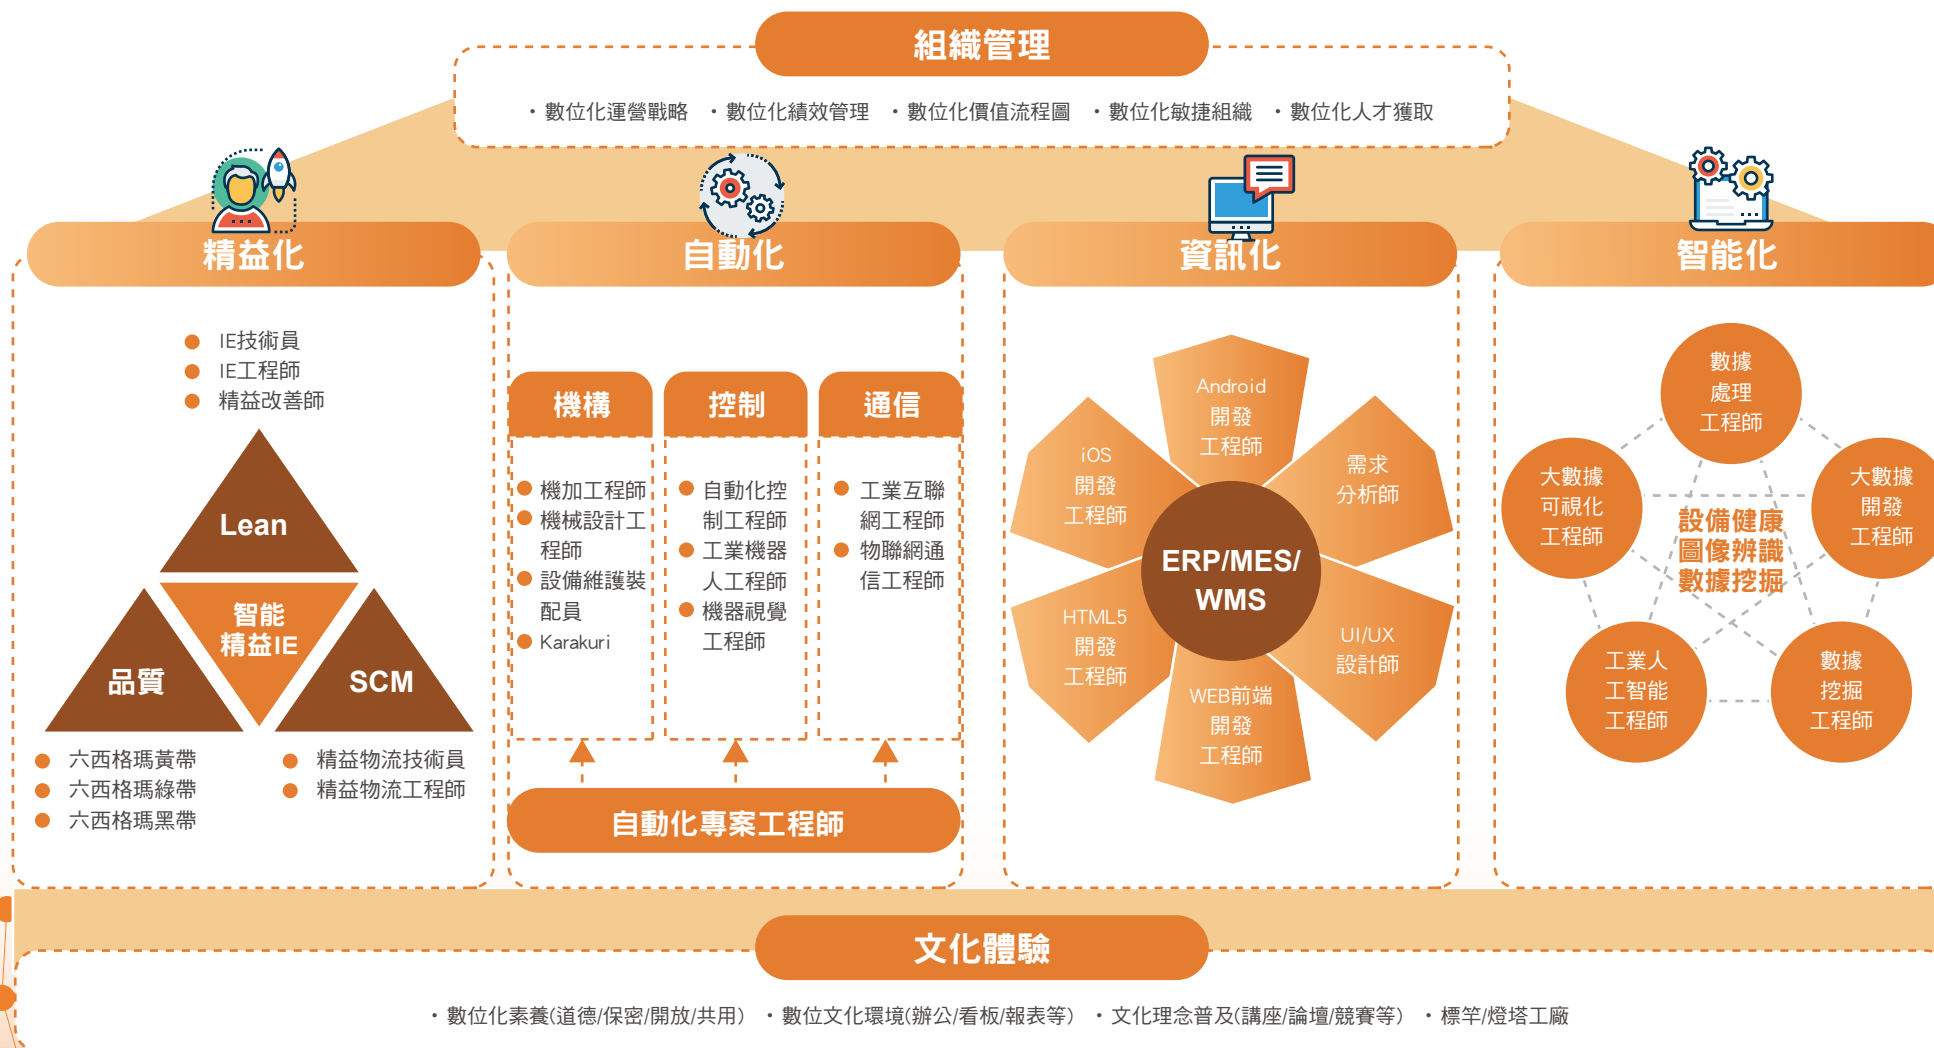 組織管理
・數位化運營戰略 ・數位化績效管理 ・數位化價值流程圖 ・數位化敏捷組織 ・數位化人才獲取
精益化
IE技術員
IE工程師
精益改善師
Lean
智能
精益IE
品質
SCM
六西格瑪黃帶
六西格瑪綠帶
六西格瑪黑帶
精益物流技術員
精益物流工程師
自動化
機構
機加工程師
機械設計工
程師
設備維護裝
配員
Karakuri
控制
自動化控
制工程師
工業機器
人工程師
機器視覺
工程師
通信
工業互聯
網工程師
物聯網通
信工程師
自動化專案工程師
資訊化
Android
開發
工程師
iOS
開發
工程師
需求
分析師
ERP/MES/
WMS
HTML5
開發
工程師
UI/UX
設計師
WEB前端
開發
工程師
智能化
數據
處理
工程師
大數據
可視化
工程師
大數據
開發
工程師
設備健康
圖像辨識
數據挖掘
工業人
工智能
工程師
數據
挖掘
工程師
文化體驗
・數位化素養(道德/保密/開放/共用) ・數位文化環境(辦公/看板/報表等) ・文化理念普及(講座/論壇/競賽等) ・標竿/燈塔工廠